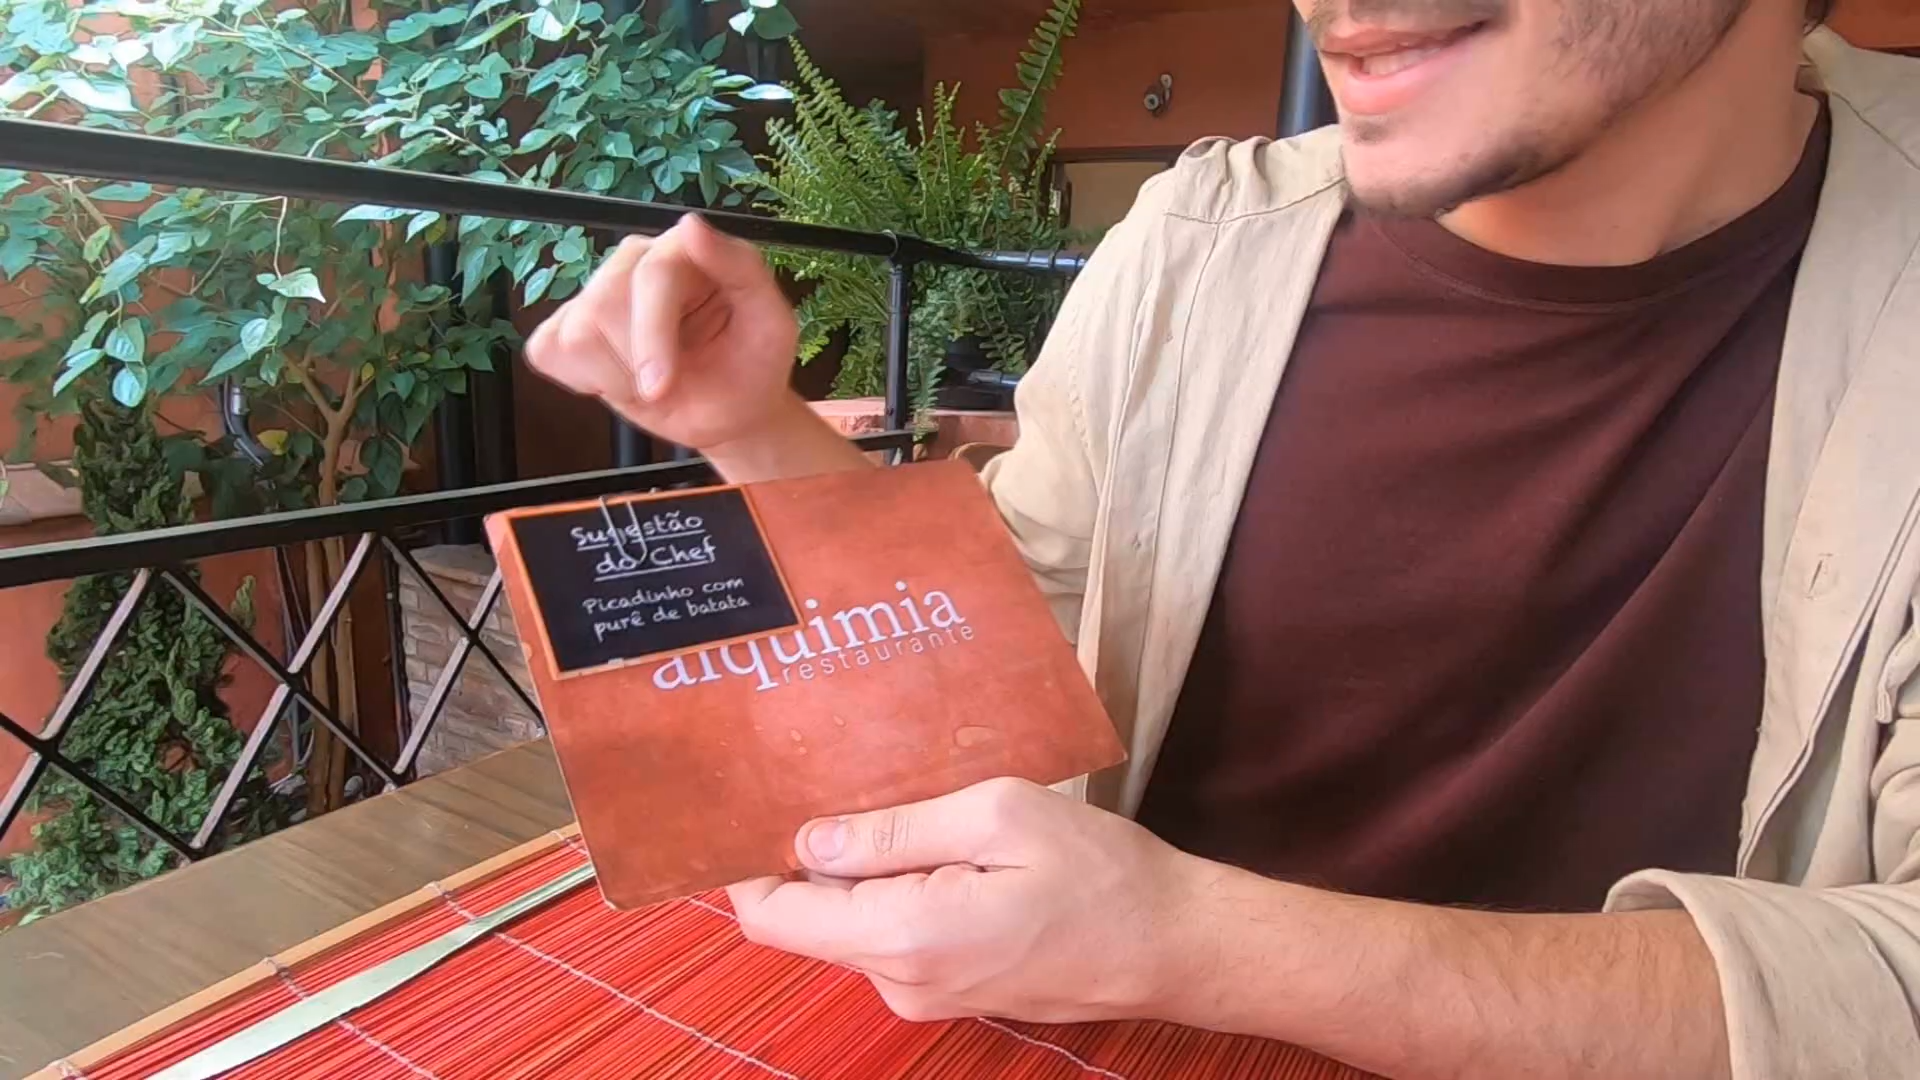 Sugestão
do Chef
Picadinho com
purê de batata
alquimia
restaurante